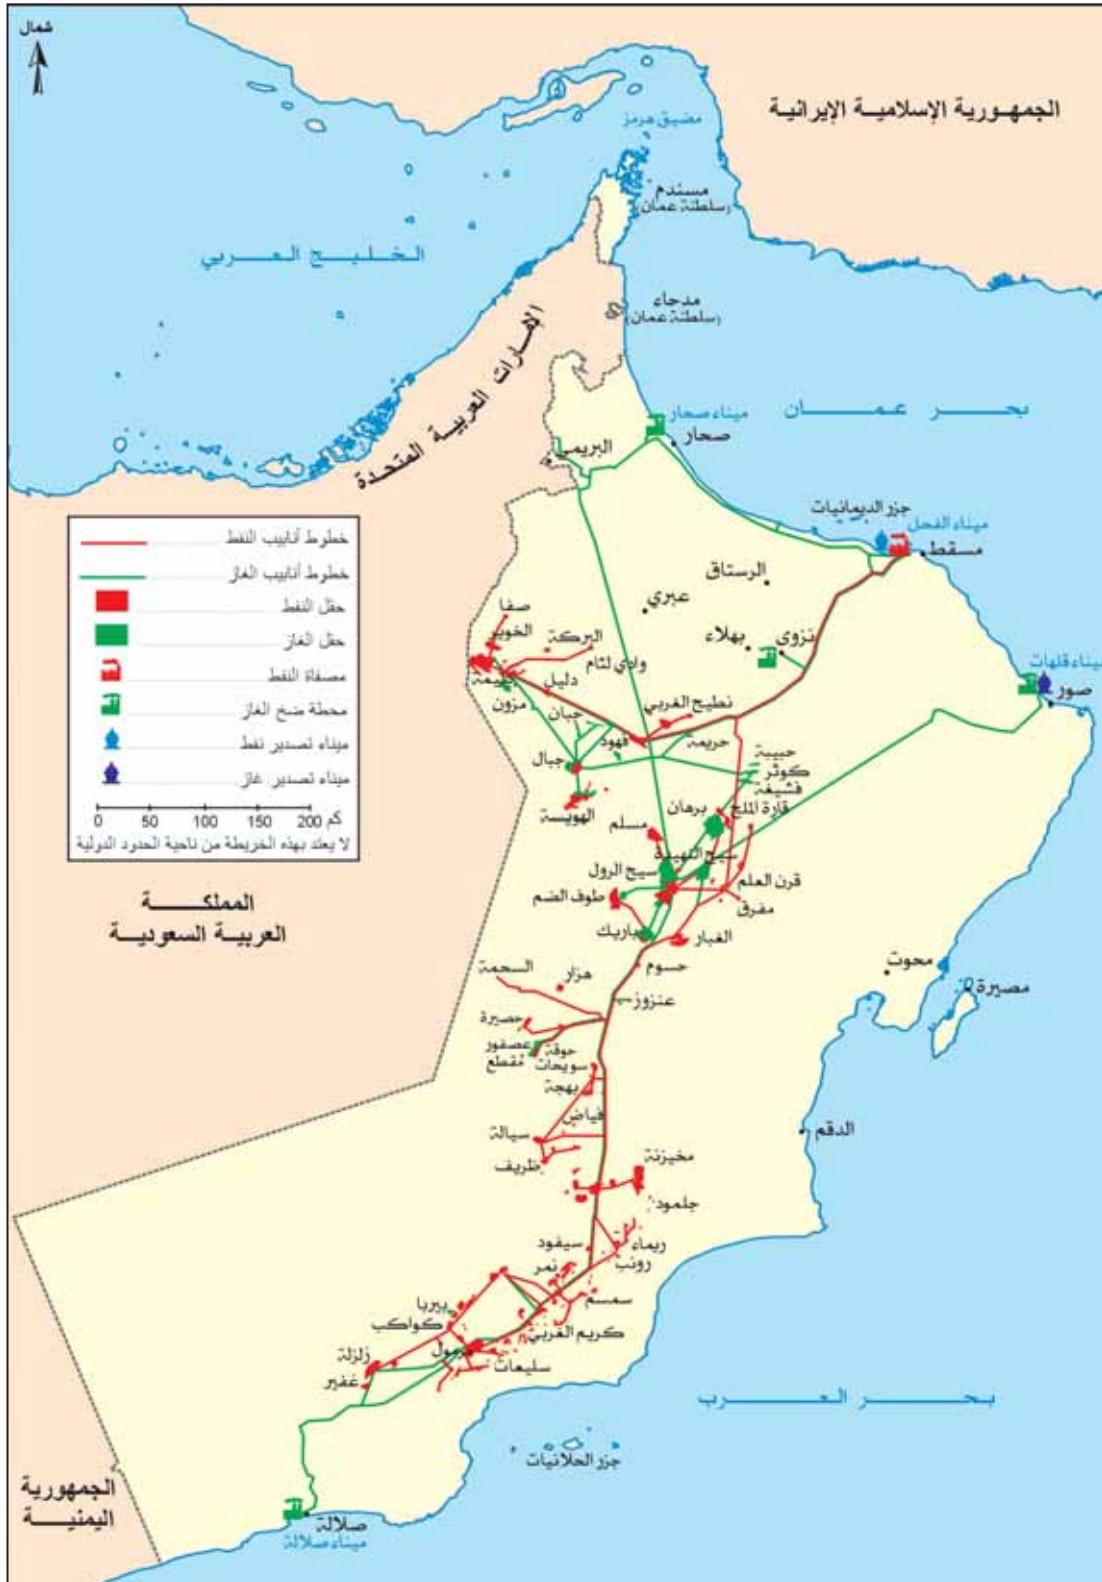 شمال
الجمهورية الإسلامية الإيرانية
مضيق هرمز
مسندم
(سلطنة عمان)
الخليج العربي
مدحاء
(سلطنة عمان)
الإمارات العربية المتحدة
بحر عمان
ميناء صحار
صحار
البريمي
جزر الديمانيات
ميناء الفحل
مسقط
خطوط أنابيب النفط
خطوط أنابيب الغاز
حقل النفط
حقل الغاز
مصفاة النفط
محطة ضخ الغاز
ميناء تصدير نفط
ميناء تصدير غاز
0 50 100 150 200 كم
لا يعتد بهذه الخريطة من ناحية الحدود الدولية
الرستاق
عبري
صفا
الخوير
البركة
بهلاء
نزوى
وادي لثام
دليل
ميناء قلهات
صور
مزون
نطيح الغربي
جبان
فهود
حريمة
حبيبة
كوثر
فشيغة
جبال
الهويسة
برهان
قارة الملح
مسلم
سيح النهيدة
سيح الرول
قرن العلم
طوف الضم
مفرق
المملكة
العربية السعودية
باريك
الغبار
حسوم
محوت
مصيرة
السحمة
هزار
عنزوز
حصيرة
عصفور
مقطع
حوقة
سويحات
بهجة
فياض
سيالة
الدقم
ظريف
مخيزنة
جلمود
ريماء
سيفود
رونب
نمر
سمسم
بيربا
كواكب
كريم الغربي
زلزلة
مرمول
سليعات
غفير
بحر العرب
جزر الحلانيات
الجمهورية
اليمنية
صلالة
ميناء صلالة